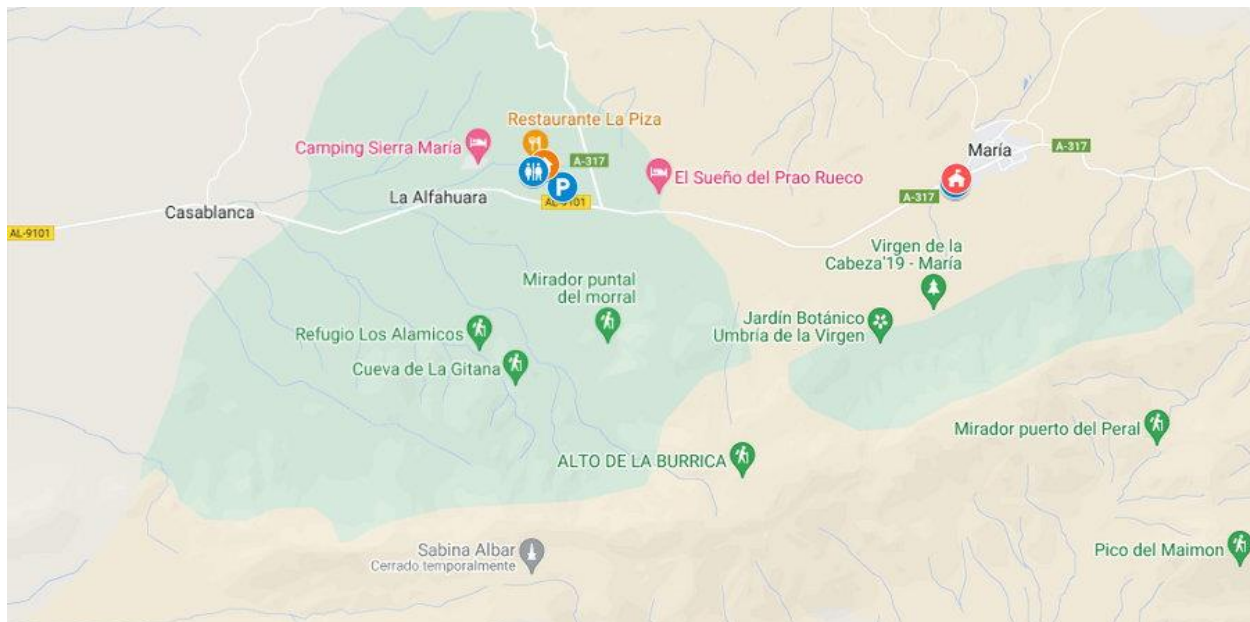 Restaurante La Piza
Camping Sierra María
A-317
María
A-317
El Sueño del Prao Rueco
La Alfahuara
A-317
AL-9101
Casablanca
AL-9101
Virgen de la
Cabeza'19 - María
Mirador puntal
del morral
Jardín Botánico
Umbría de la Virgen
Refugio Los Alamicos
Cueva de La Gitana
Mirador puerto del Peral
ALTO DE LA BURRICA
Sabina Albar
Cerrado temporalmente
Pico del Maimon
P